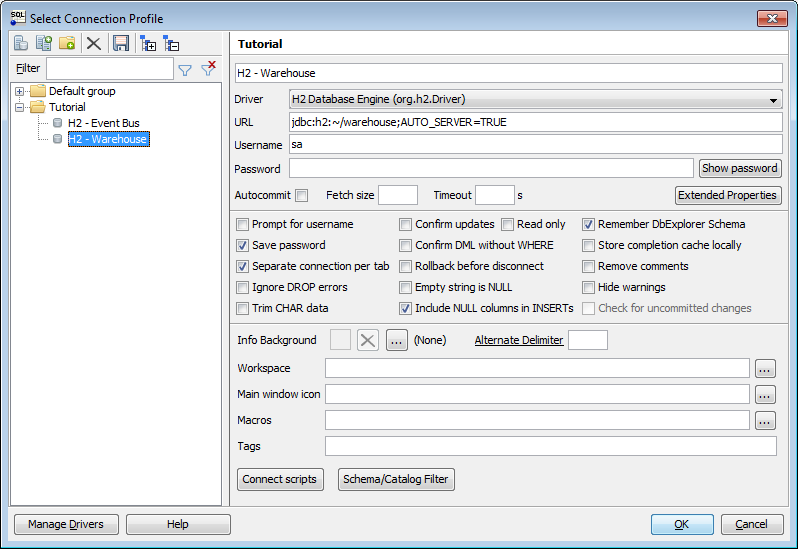 SQL
Select Connection Profile
Filter
Default group
Tutorial
H2 - Event Bus
H2 - Warehouse
Tutorial
H2 - Warehouse
Driver H2 Database Engine (org.h2.Driver)
URL jdbc:h2:~/warehouse;AUTO_SERVER=TRUE
Username sa
Password Show password
Autocommit Fetch size Timeout s Extended Properties
Prompt for username Confirm updates Read only Remember DbExplorer Schema
Save password Confirm DML without WHERE Store completion cache locally
Separate connection per tab Rollback before disconnect Remove comments
Ignore DROP errors Empty string is NULL Hide warnings
Trim CHAR data Include NULL columns in INSERTs Check for uncommitted changes
Info Background ... (None) Alternate Delimiter
Workspace ...
Main window icon ...
Macros ...
Tags
Connect scripts Schema/Catalog Filter
Manage Drivers Help OK Cancel